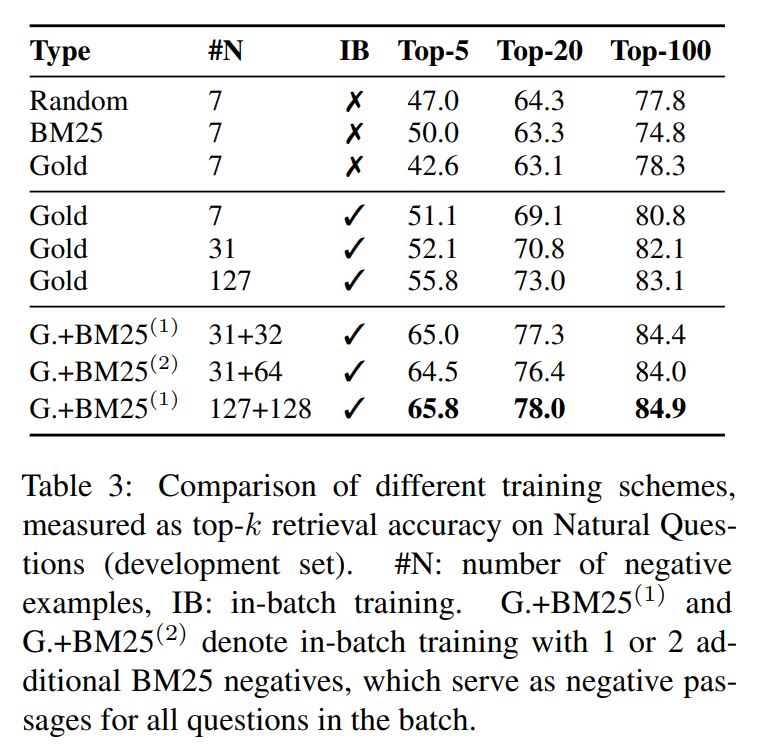 Type #N IB Top-5 Top-20 Top-100
Random 7 ✗ 47.0 64.3 77.8
BM25 7 ✗ 50.0 63.3 74.8
Gold 7 ✗ 42.6 63.1 78.3
Gold 7 ✓ 51.1 69.1 80.8
Gold 31 ✓ 52.1 70.8 82.1
Gold 127 ✓ 55.8 73.0 83.1
G.+BM25(1) 31+32 ✓ 65.0 77.3 84.4
G.+BM25(2) 31+64 ✓ 64.5 76.4 84.0
G.+BM25(1) 127+128 ✓ 65.8 78.0 84.9
Table 3: Comparison of different training schemes,
measured as top-k retrieval accuracy on Natural Ques-
tions (development set). #N: number of negative
examples, IB: in-batch training. G.+BM25(1) and
G.+BM25(2) denote in-batch training with 1 or 2 ad-
ditional BM25 negatives, which serve as negative pas-
sages for all questions in the batch.